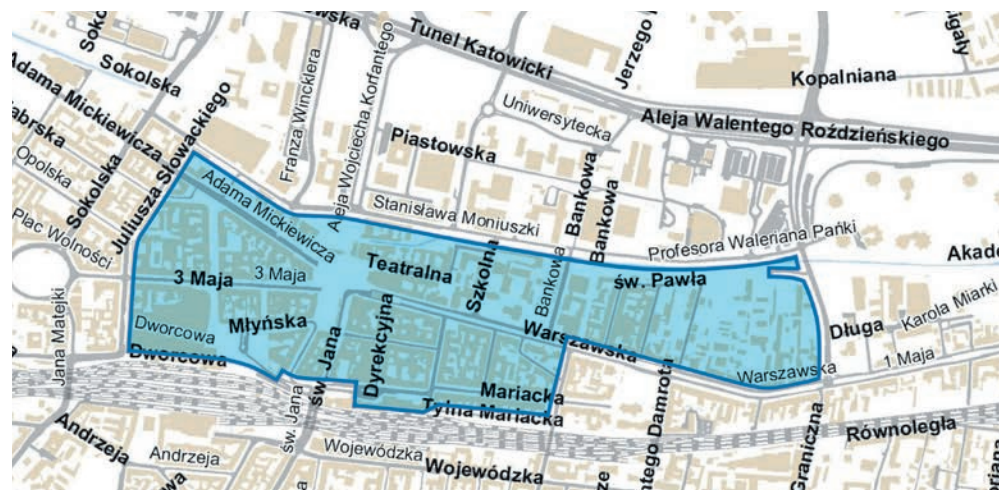 Tunel Katowicki
Sokolska
Sokolska
Adama Mickiewicza
Opolska
Plac Wolności
Juliusza Słowackiego
Franza Wincklera
Aleja Wojciecha Korfantego
Jerzego
Kopalniana
Uniwersytecka
Aleja Walentego Roździeńskiego
Piastowska
Bankowa
Bankowa
Bankowa
Adama Mickiewicza
Stanisława Moniuszki
Profesora Waleriana Pańki
3 Maja
3 Maja
Teatralna
Szkolna
św. Pawła
Młyńska
Dworcowa
Dworcowa
Jana Matejki
św. Jana
św. Jana
Dyrekcyjna
Warszawska
Warszawska
Mariacka
Tylna Mariacka
Długa
Karola Miarki
1 Maja
Andrzeja
Andrzeja
Wojewódzka
Wojewódzka
Graniczna
Równoległa